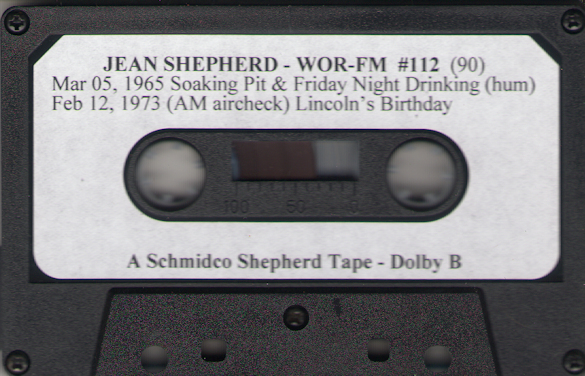 JEAN SHEPHERD - WOR-FM #112 (90)
Mar 05, 1965 Soaking Pit & Friday Night Drinking (hum)
Feb 12, 1973 (AM aircheck) Lincoln's Birthday
100 50 0
A Schmidco Shepherd Tape - Dolby B